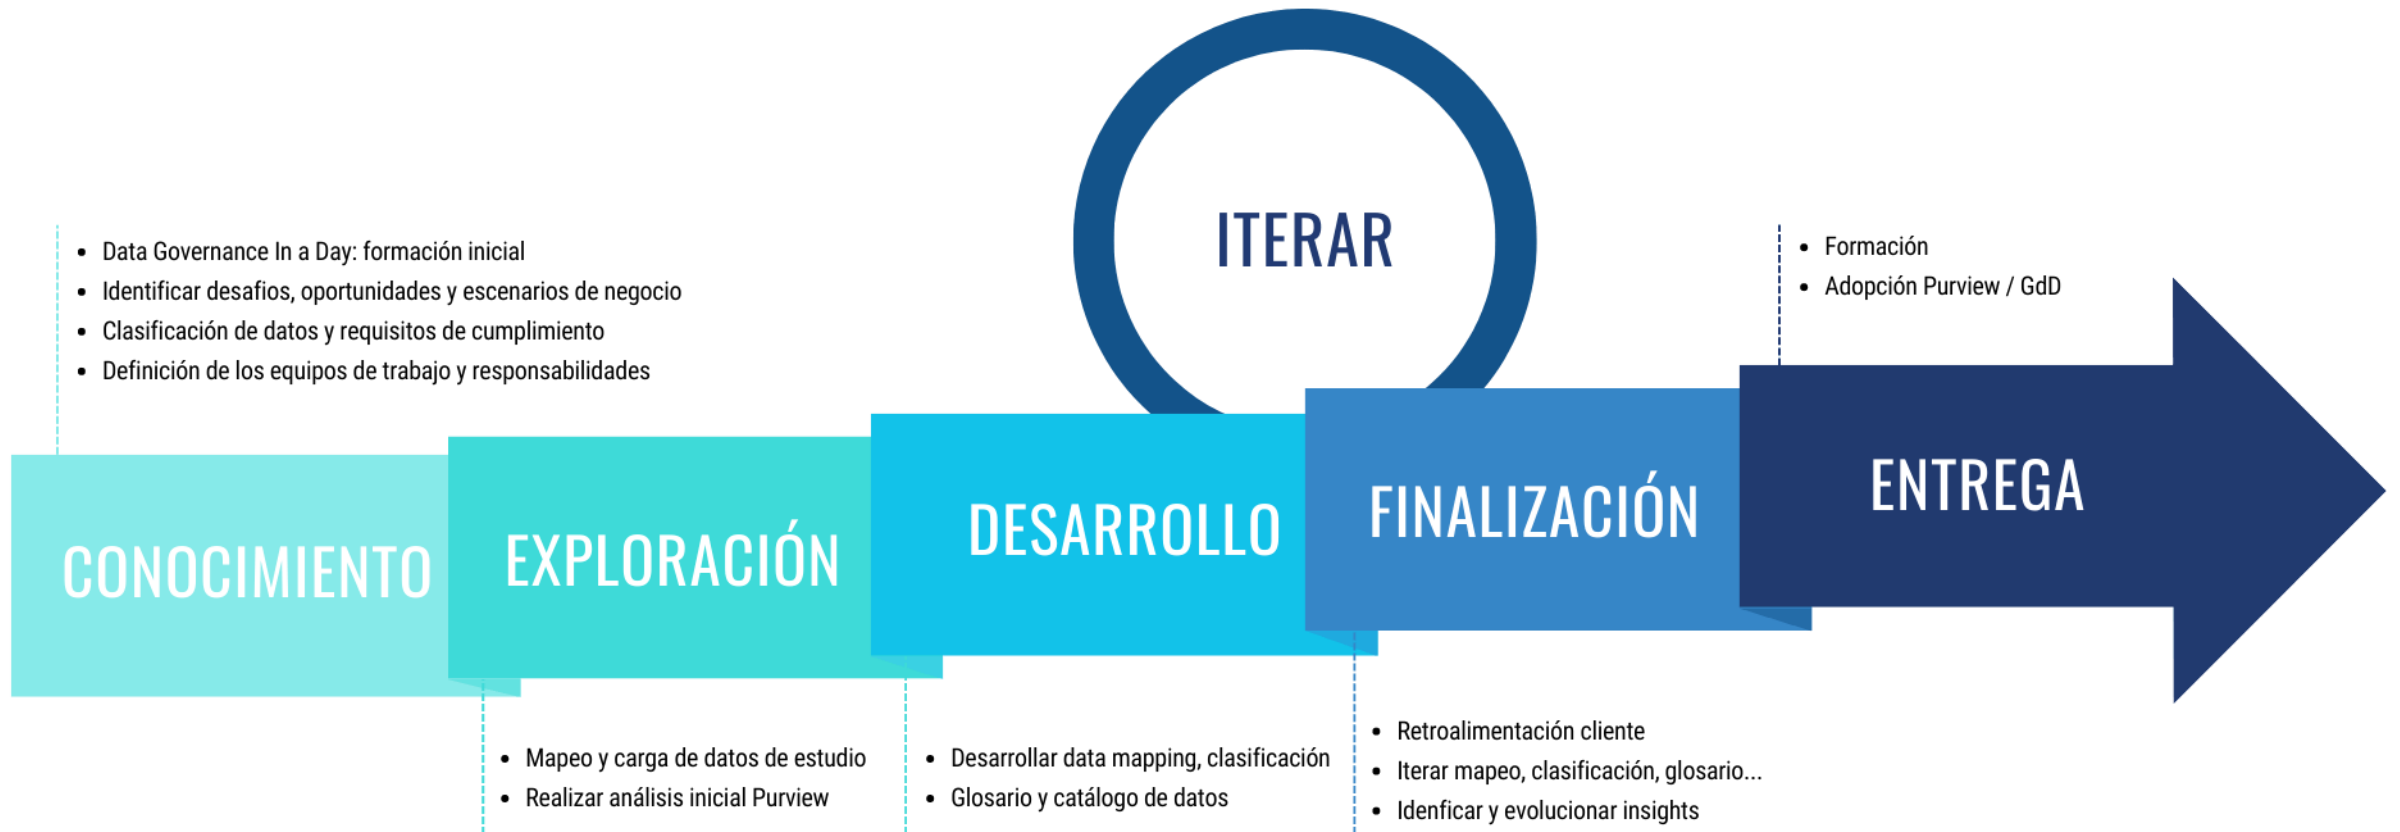 ITERAR
• Data Governance In a Day: formación inicial
• Identificar desafios, oportunidades y escenarios de negocio
• Clasificación de datos y requisitos de cumplimiento
• Definición de los equipos de trabajo y responsabilidades
• Formación
• Adopción Purview / GdD
CONOCIMIENTO
EXPLORACIÓN
DESARROLLO
FINALIZACIÓN
ENTREGA
• Mapeo y carga de datos de estudio
• Realizar análisis inicial Purview
• Desarrollar data mapping, clasificación
• Glosario y catálogo de datos
• Retroalimentación cliente
• Iterar mapeo, clasificación, glosario...
• Idenficar y evolucionar insights